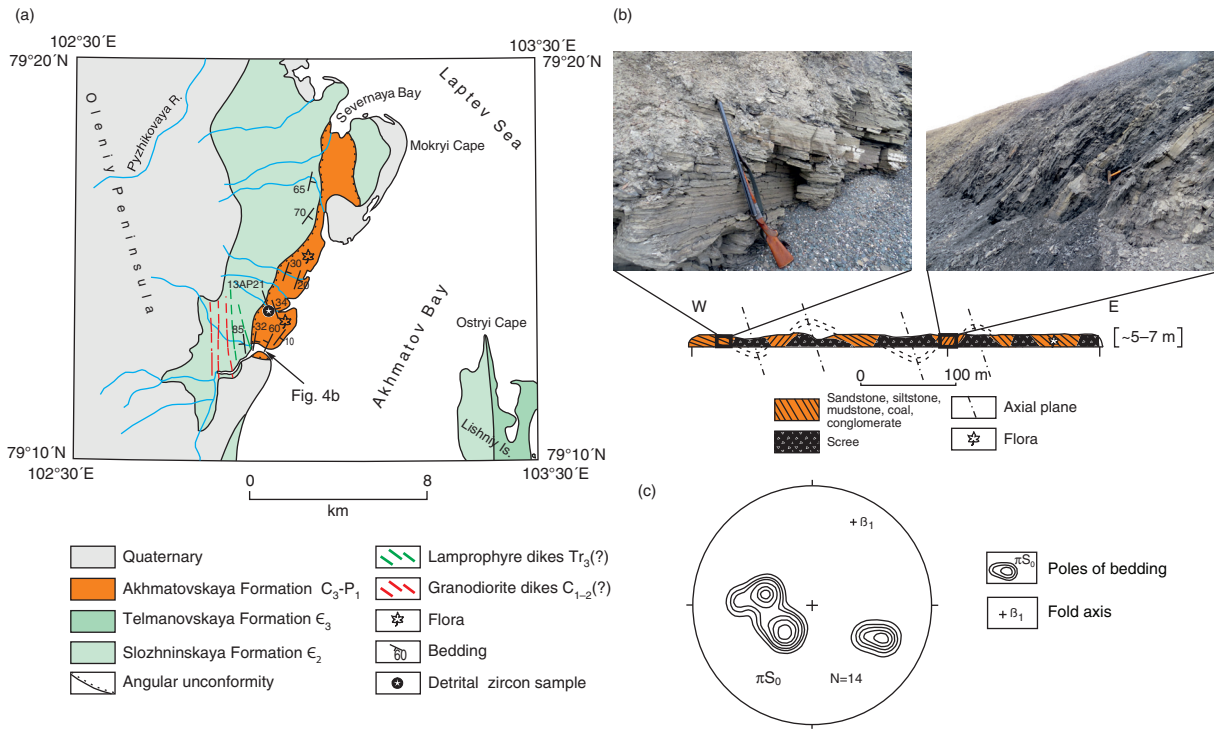 (a)
102°30´E
103°30´E
79°20´N
79°20´N
Oleniy Peninsula
Pyzhikovaya R.
Severnaya Bay
Laptev Sea
Mokryi Cape
65
70
30
20
13AP21
34
85
32
60
10
Akhmatov Bay
Ostryi Cape
Lishniy Is.
Fig. 4b
79°10´N
79°10´N
102°30´E
103°30´E
0
8
km
Quaternary
Akhmatovskaya Formation C3-P1
Telmanovskaya Formation Є3
Slozhninskaya Formation Є2
Angular unconformity
Lamprophyre dikes Tr3(?)
Granodiorite dikes C1–2(?)
Flora
60
Bedding
Detrital zircon sample
(b)
W
E
[~5–7 m]
0
100 m
Sandstone, siltstone,
mudstone, coal,
conglomerate
Scree
Axial plane
Flora
(c)
+ ß1
+
πS0
N=14
πS0
Poles of bedding
+ ß1
Fold axis